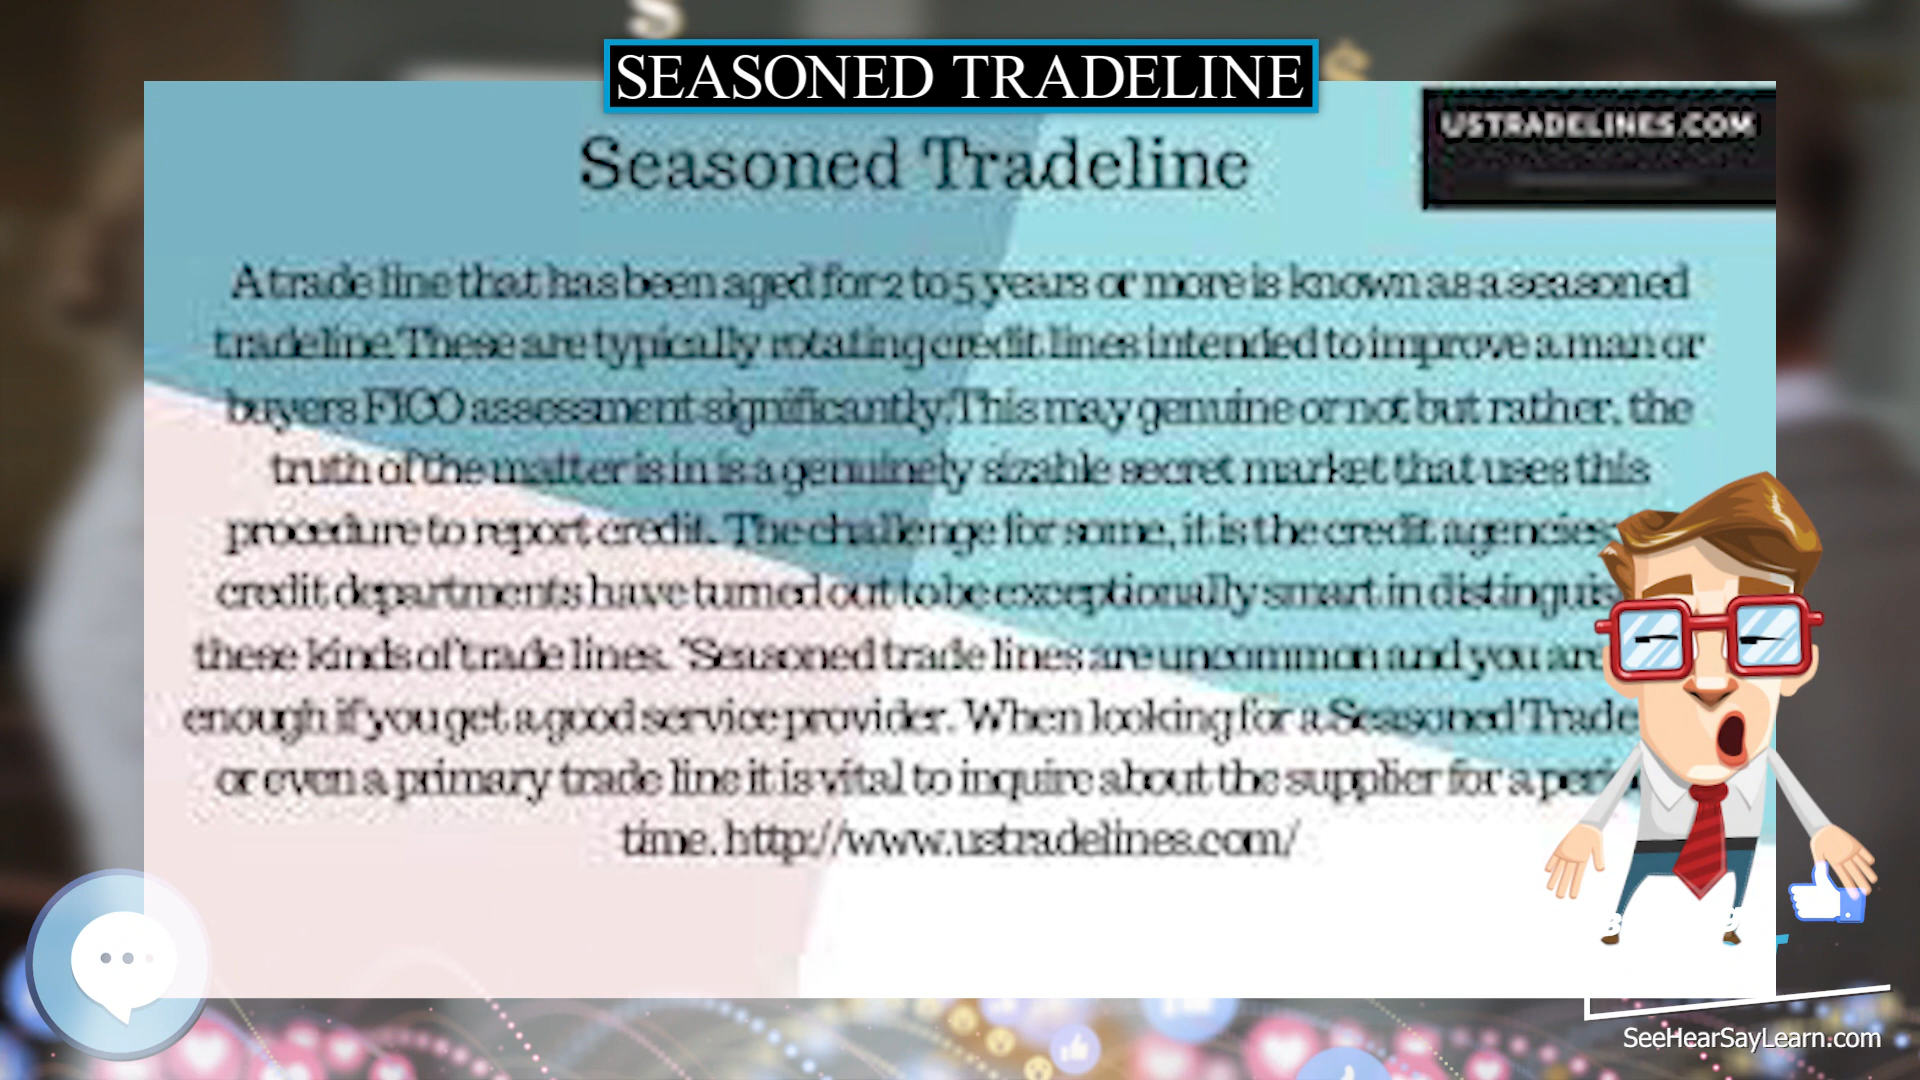 SEASONED TRADELINE
USTRADELINES.COM
Seasoned Tradeline
A trade line that has been aged for 2 to 5 years or more is known as a seasoned
tradeline. These are typically rotating credit lines intended to improve a man or
buyers FICO assessment significantly. This may genuine or not but rather, the
truth of the matter is in is a genuinely sizable secret market that uses this
procedure to report credit. The challenge for some, it is the credit agencies
credit departments have turned out to be exceptionally smart in
these kinds of trade lines. "Seasoned trade lines are uncommon and you are
enough if you get a good service provider. When looking for a Seasoned Trade
or even a primary trade line it is vital to inquire about the supplier for a
time. http://www.ustradelines.com/
SeeHearSayLearn.com